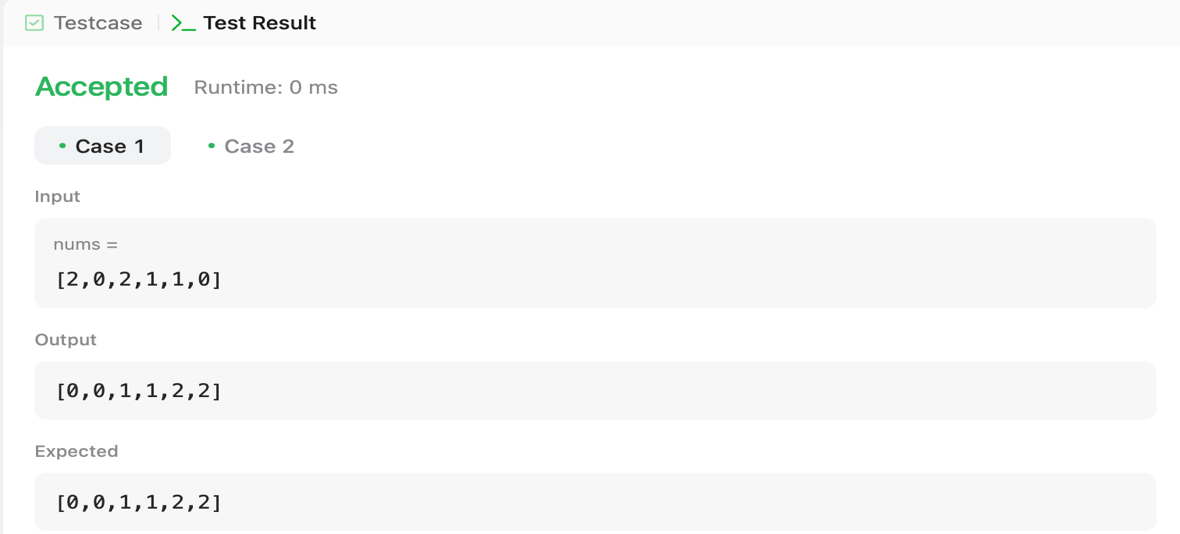 Testcase Test Result
Accepted Runtime: 0 ms
Case 1 Case 2
Input
nums =
[2,0,2,1,1,0]
Output
[0,0,1,1,2,2]
Expected
[0,0,1,1,2,2]